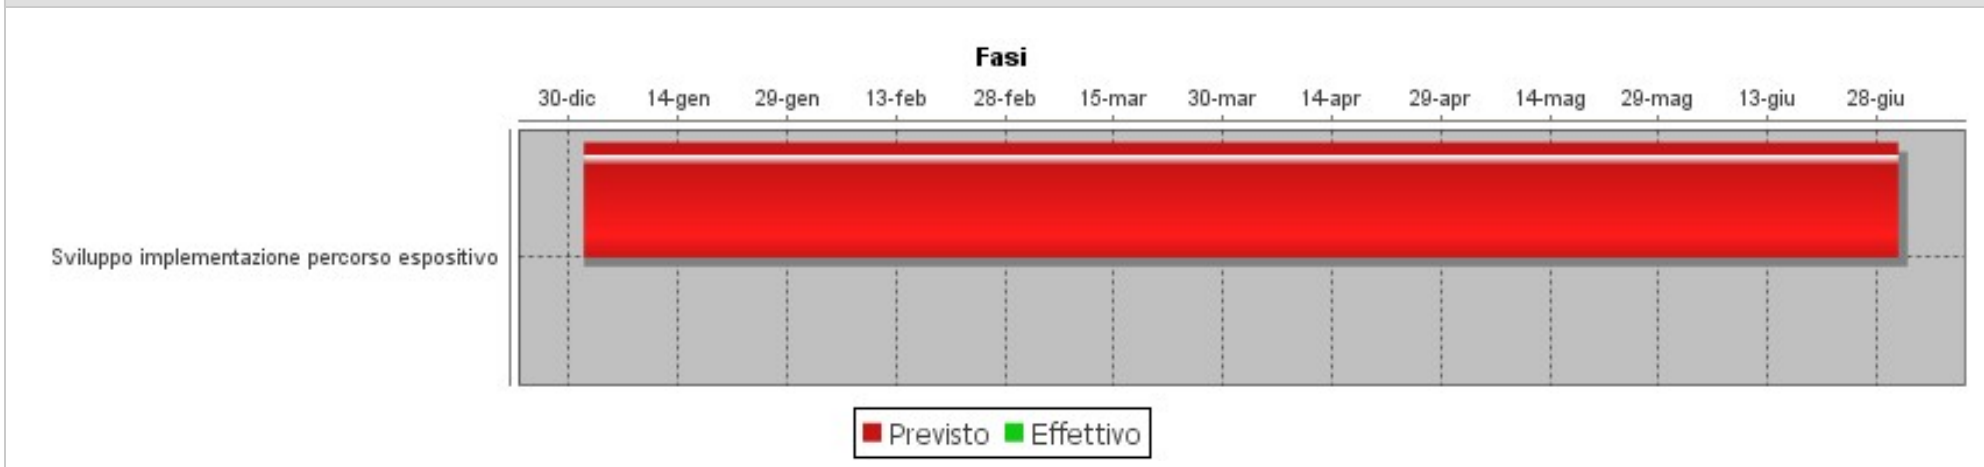 Fasi
30-dic 14-gen 29-gen 13-feb 28-feb 15-mar 30-mar 14-apr 29-apr 14-mag 29-mag 13-giu 28-giu
Sviluppo implementazione percorso espositivo
Previsto Effettivo